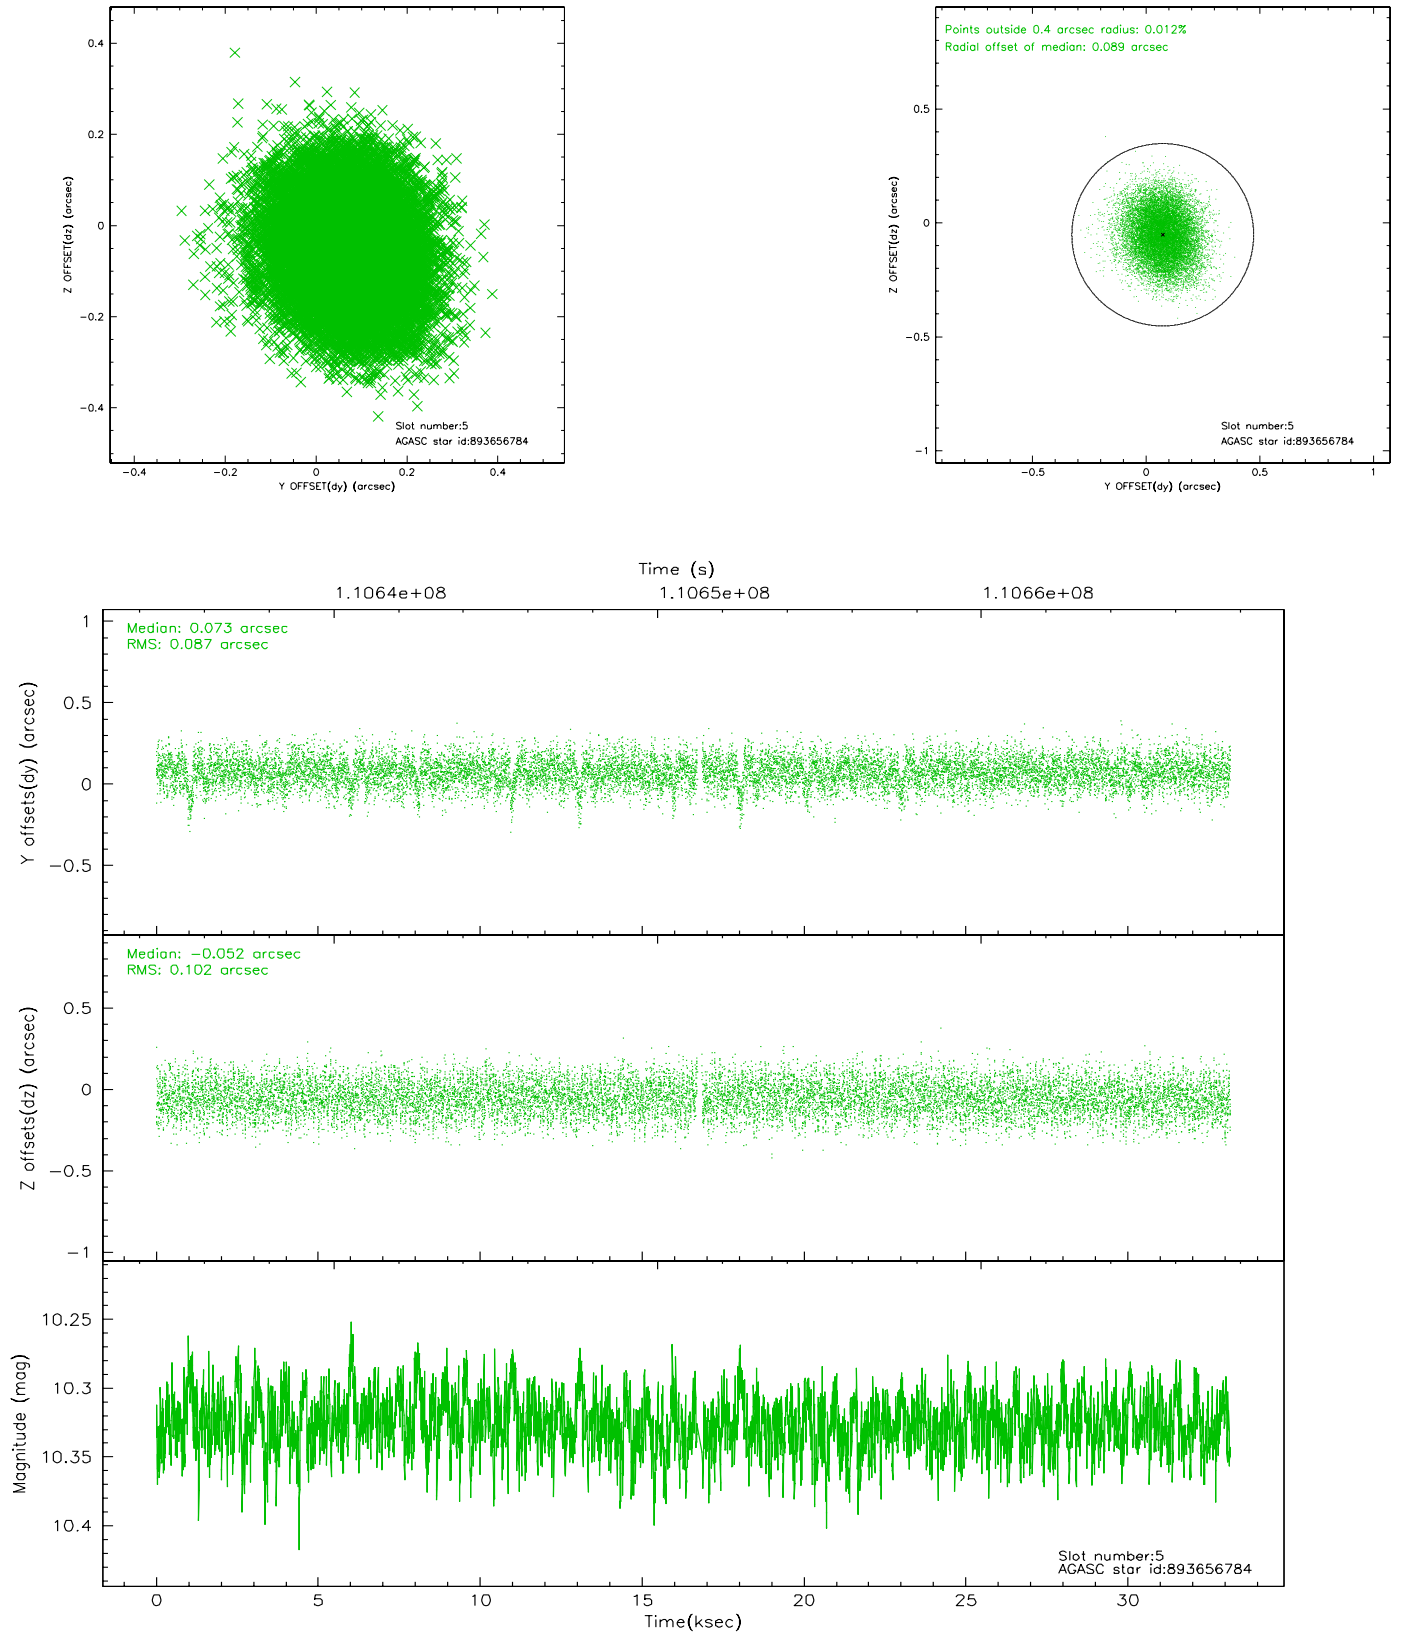 0.4
0.2
0
−0.2
−0.4
Z OFFSET(dz) (arcsec)
Slot number:5
AGASC star id:893656784
−0.4 −0.2 0 0.2 0.4
Y OFFSET(dy) (arcsec)
Points outside 0.4 arcsec radius: 0.012%
Radial offset of median: 0.089 arcsec
0.5
0
−0.5
−1
Z OFFSET(dz) (arcsec)
Slot number:5
AGASC star id:893656784
−0.5 0 0.5 1
Y OFFSET(dy) (arcsec)
Time (s)
1.1064e+08 1.1065e+08 1.1066e+08
Median: 0.073 arcsec
RMS: 0.087 arcsec
1
0.5
0
−0.5
Y offsets(dy) (arcsec)
Median: −0.052 arcsec
RMS: 0.102 arcsec
0.5
0
−0.5
−1
Z offsets(dz) (arcsec)
10.25
10.3
10.35
10.4
Magnitude (mag)
Slot number:5
AGASC star id:893656784
0 5 10 15 20 25 30
Time(ksec)